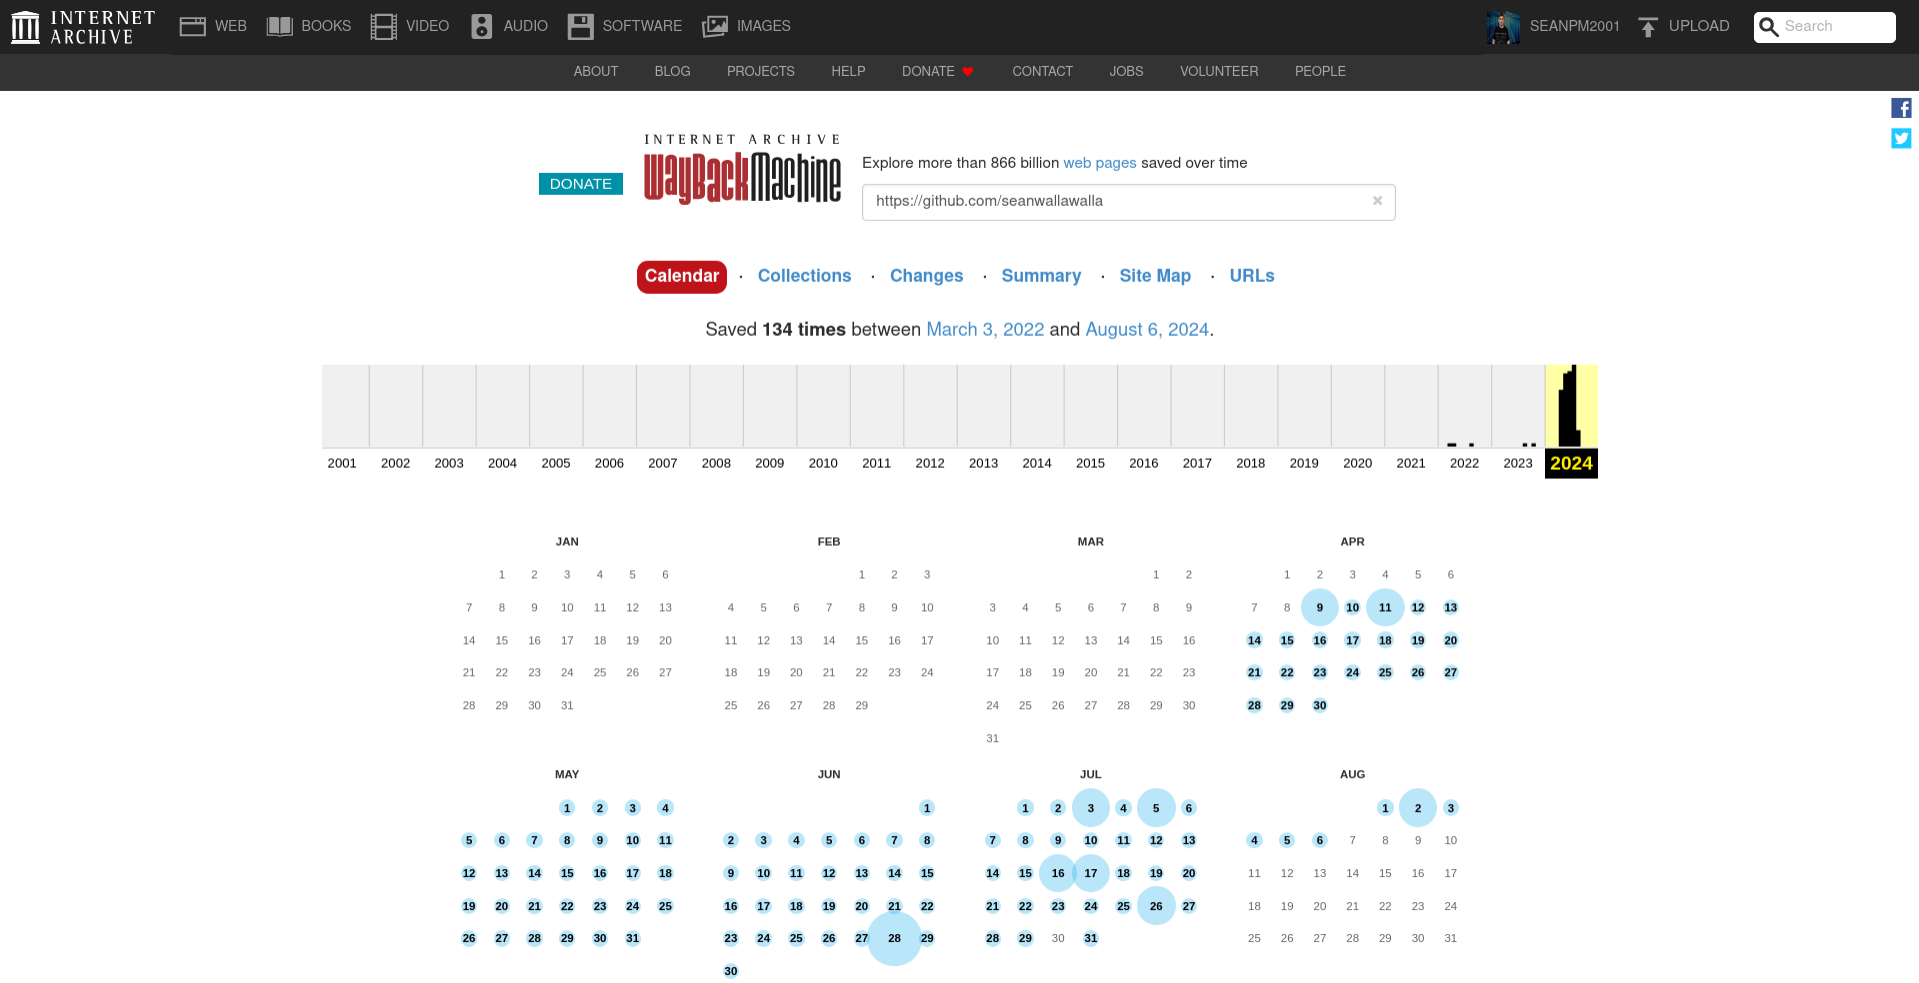 INTERNET ARCHIVE WEB BOOKS VIDEO AUDIO SOFTWARE IMAGES SEANPM2001 UPLOAD Search
ABOUT BLOG PROJECTS HELP DONATE CONTACT JOBS VOLUNTEER PEOPLE
DONATE
INTERNET ARCHIVE
WayBackMachine
Explore more than 866 billion web pages saved over time
https://github.com/seanwallawalla ×
Calendar · Collections · Changes · Summary · Site Map · URLs
Saved 134 times between March 3, 2022 and August 6, 2024.
2001 2002 2003 2004 2005 2006 2007 2008 2009 2010 2011 2012 2013 2014 2015 2016 2017 2018 2019 2020 2021 2022 2023 2024
JAN
1 2 3 4 5 6
7 8 9 10 11 12 13
14 15 16 17 18 19 20
21 22 23 24 25 26 27
28 29 30 31
FEB
1 2 3
4 5 6 7 8 9 10
11 12 13 14 15 16 17
18 19 20 21 22 23 24
25 26 27 28 29
MAR
1 2
3 4 5 6 7 8 9
10 11 12 13 14 15 16
17 18 19 20 21 22 23
24 25 26 27 28 29 30
31
APR
1 2 3 4 5 6
7 8 9 10 11 12 13
14 15 16 17 18 19 20
21 22 23 24 25 26 27
28 29 30
MAY
1 2 3 4
5 6 7 8 9 10 11
12 13 14 15 16 17 18
19 20 21 22 23 24 25
26 27 28 29 30 31
JUN
1
2 3 4 5 6 7 8
9 10 11 12 13 14 15
16 17 18 19 20 21 22
23 24 25 26 27 28 29
30
JUL
1 2 3 4 5 6
7 8 9 10 11 12 13
14 15 16 17 18 19 20
21 22 23 24 25 26 27
28 29 30 31
AUG
1 2 3
4 5 6 7 8 9 10
11 12 13 14 15 16 17
18 19 20 21 22 23 24
25 26 27 28 29 30 31